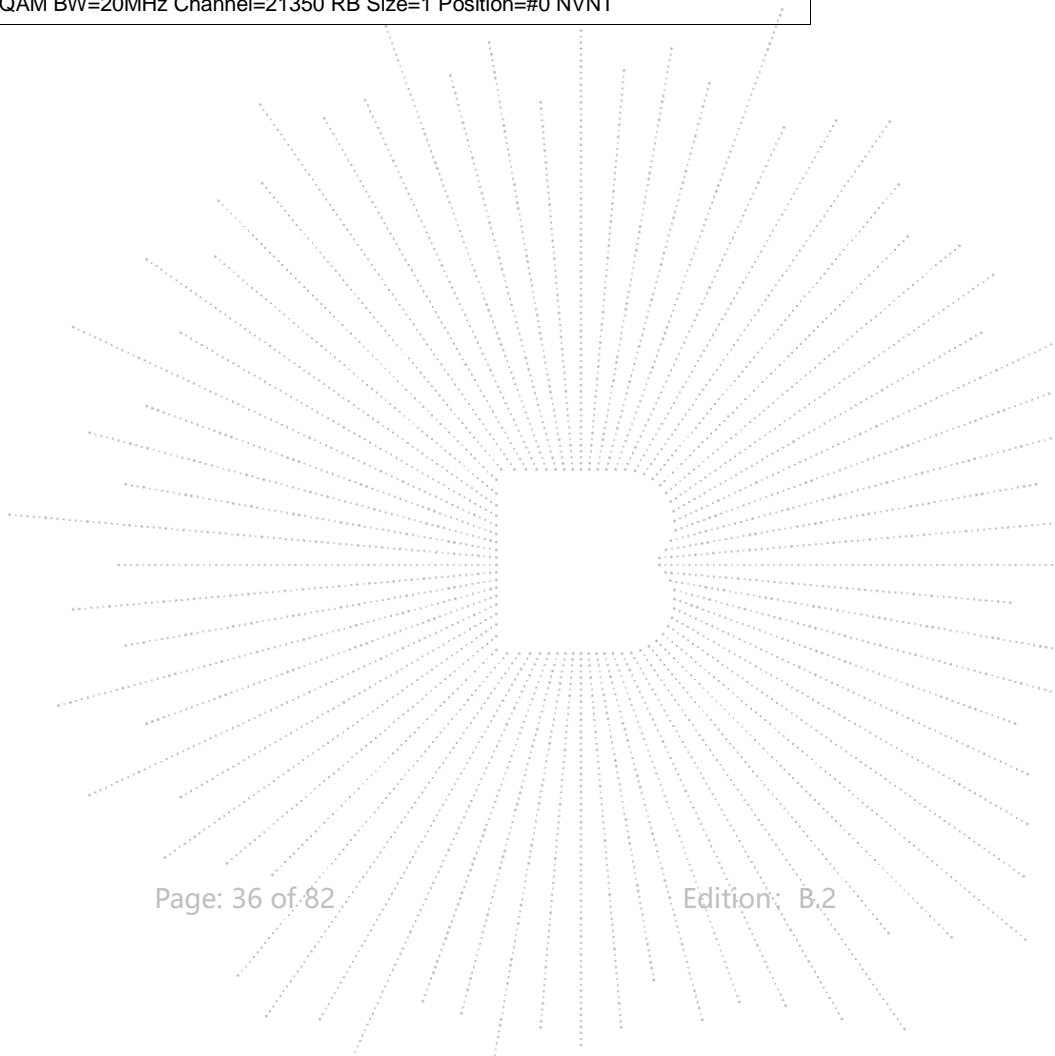 QAM BW=20MHz Channel=21350 RB Size=1 Position=#0 NVNT
Page: 36 of 82 Edition: B.2